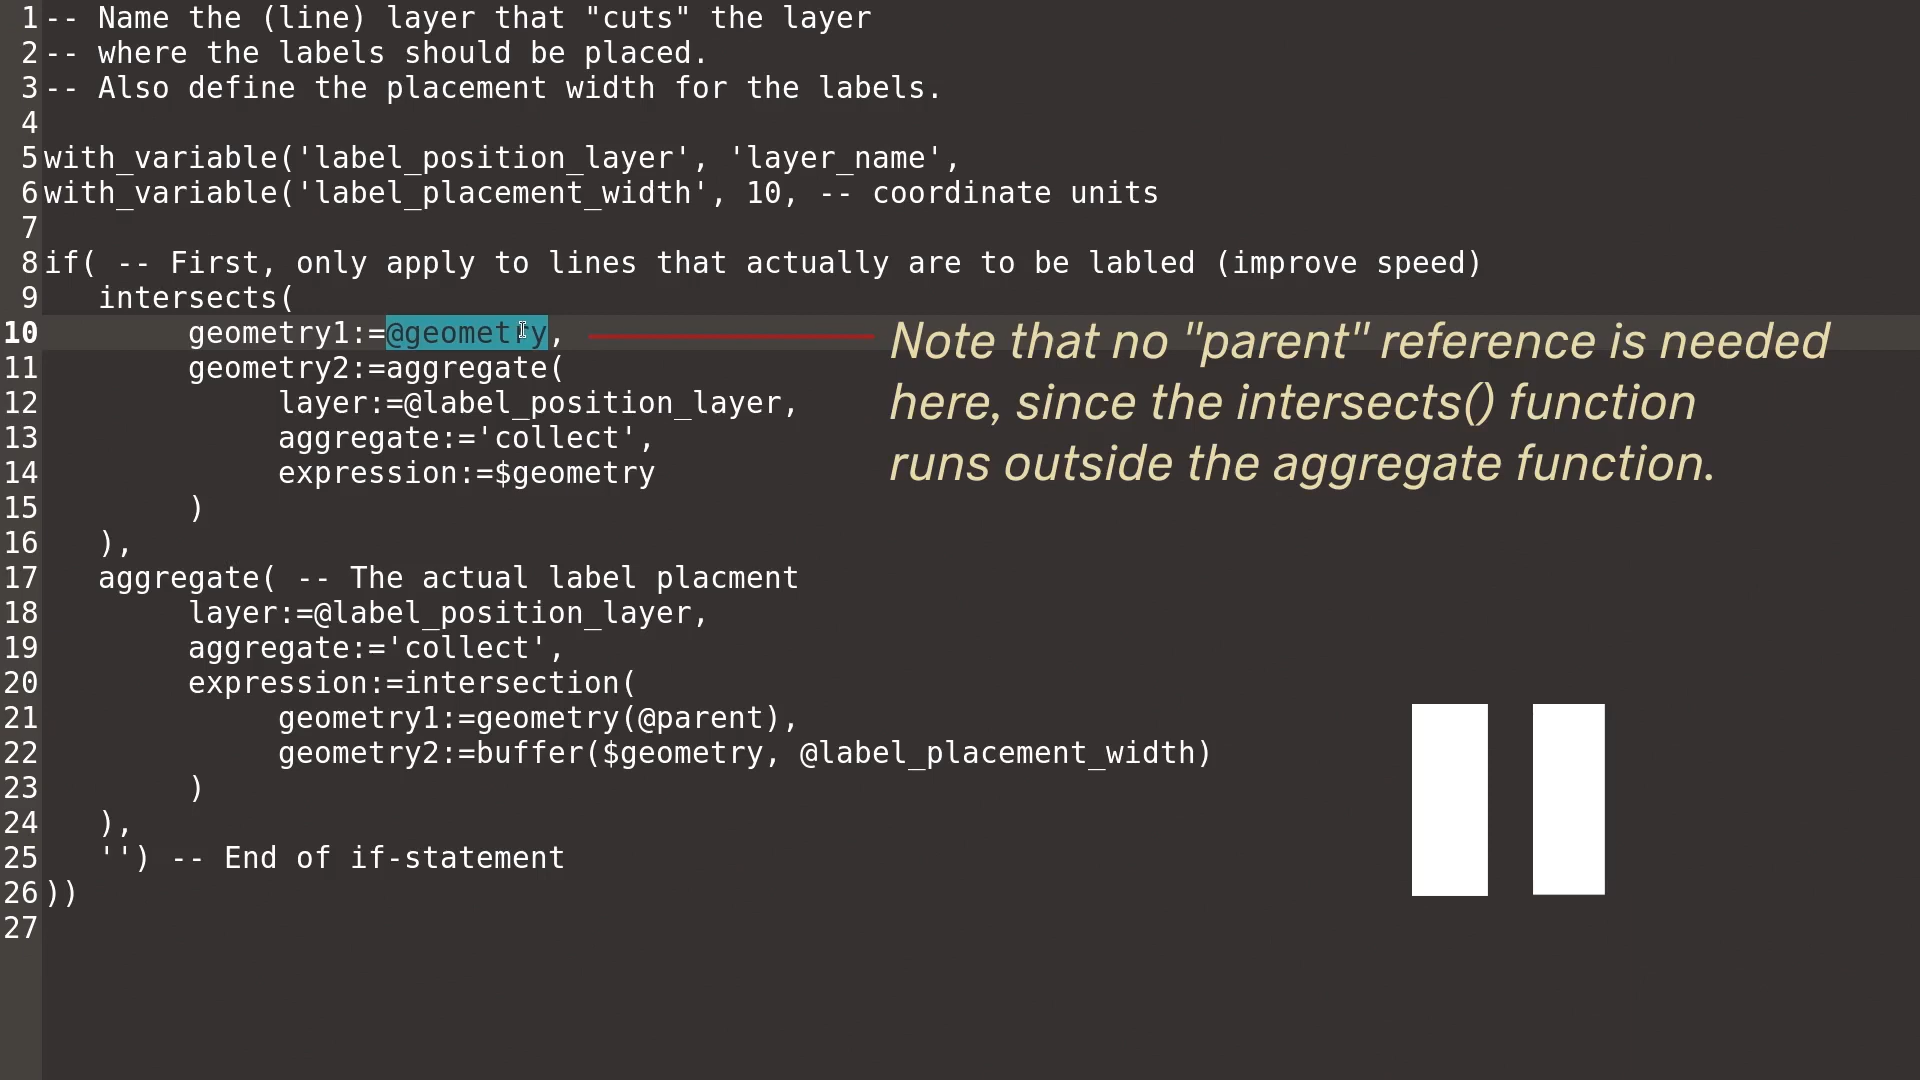 1 -- Name the (line) layer that "cuts" the layer
2 -- where the labels should be placed.
3 -- Also define the placement width for the labels.
4
5 with_variable('label_position_layer', 'layer_name',
6 with_variable('label_placement_width', 10, -- coordinate units
7
8 if( -- First, only apply to lines that actually are to be labled (improve speed)
9 intersects(
10 geometry1:=@geometry,
11 geometry2:=aggregate(
12 layer:=@label_position_layer,
13 aggregate:='collect',
14 expression:=$geometry
15 )
16 ),
17 aggregate( -- The actual label placment
18 layer:=@label_position_layer,
19 aggregate:='collect',
20 expression:=intersection(
21 geometry1:=geometry(@parent),
22 geometry2:=buffer($geometry, @label_placement_width)
23 )
24 ),
25 '') -- End of if-statement
26 ))
27
Note that no "parent" reference is needed
here, since the intersects() function
runs outside the aggregate function.